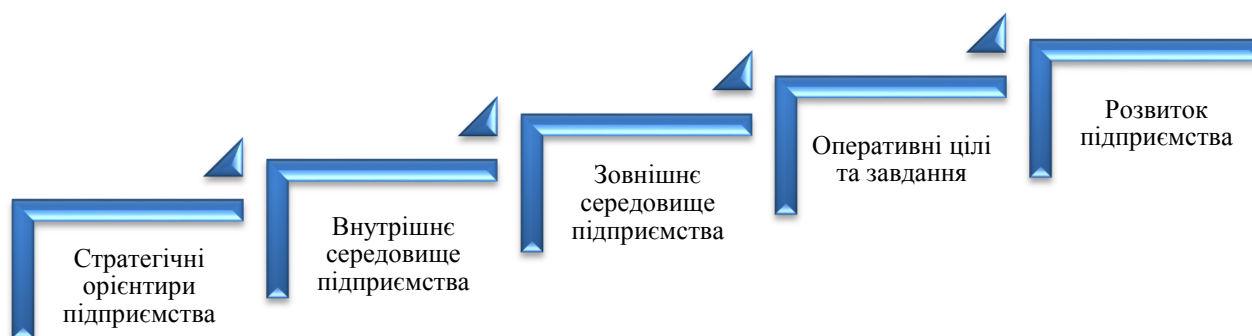 Стратегічні
орієнтири
підприємства
Внутрішнє
середовище
підприємства
Зовнішнє
середовище
підприємства
Оперативні цілі
та завдання
Розвиток
підприємства